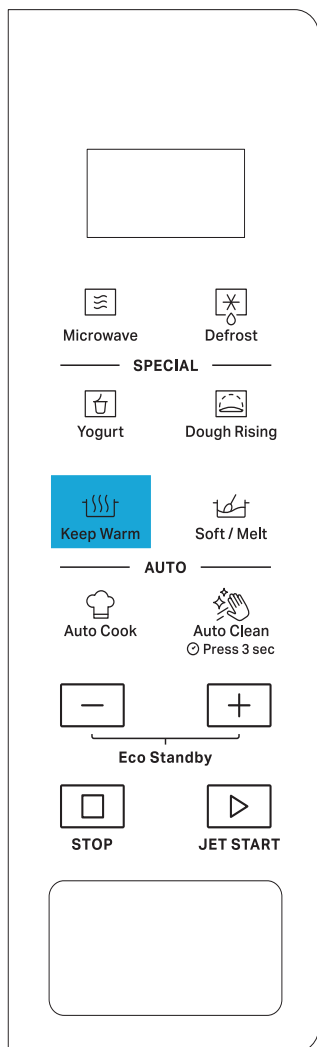 Microwave Defrost
SPECIAL
Yogurt Dough Rising
Keep Warm Soft / Melt
AUTO
Auto Cook Auto Clean
Press 3 sec
Eco Standby
STOP JET START